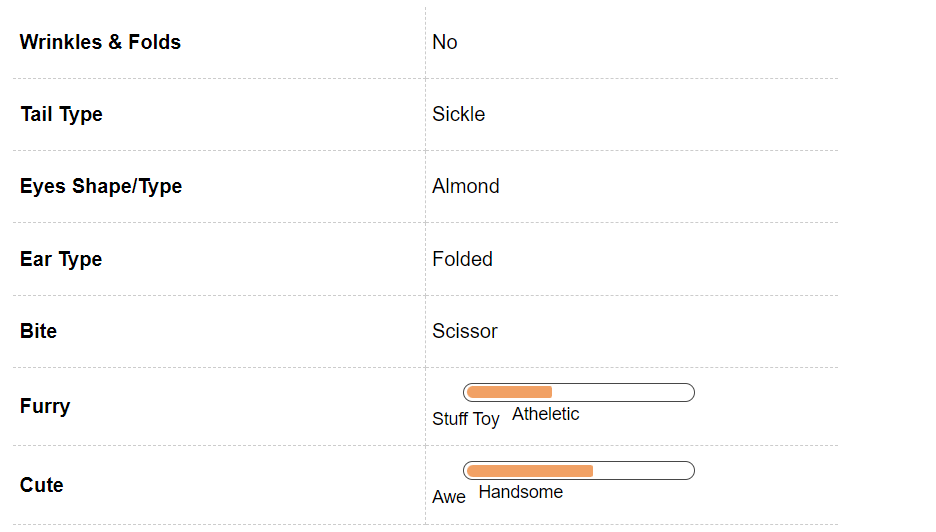 Wrinkles & Folds No
Tail Type Sickle
Eyes Shape/Type Almond
Ear Type Folded
Bite Scissor
Furry Stuff Toy Atheletic
Cute Awe Handsome